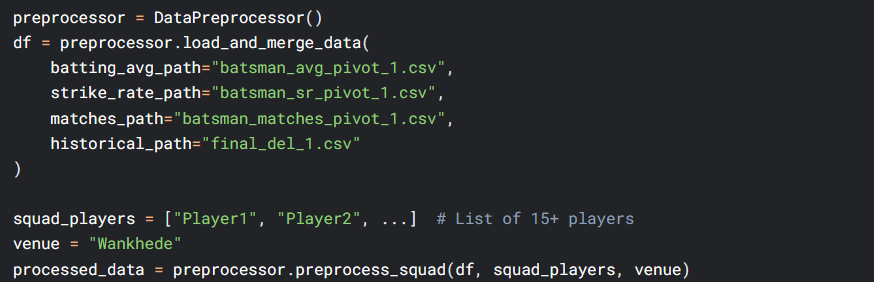 preprocessor = DataPreprocessor()
df = preprocessor.load_and_merge_data(
    batting_avg_path="batsman_avg_pivot_1.csv",
    strike_rate_path="batsman_sr_pivot_1.csv",
    matches_path="batsman_matches_pivot_1.csv",
    historical_path="final_del_1.csv"
)
squad_players = ["Player1", "Player2", ...]  # List of 15+ players
venue = "Wankhede"
processed_data = preprocessor.preprocess_squad(df, squad_players, venue)